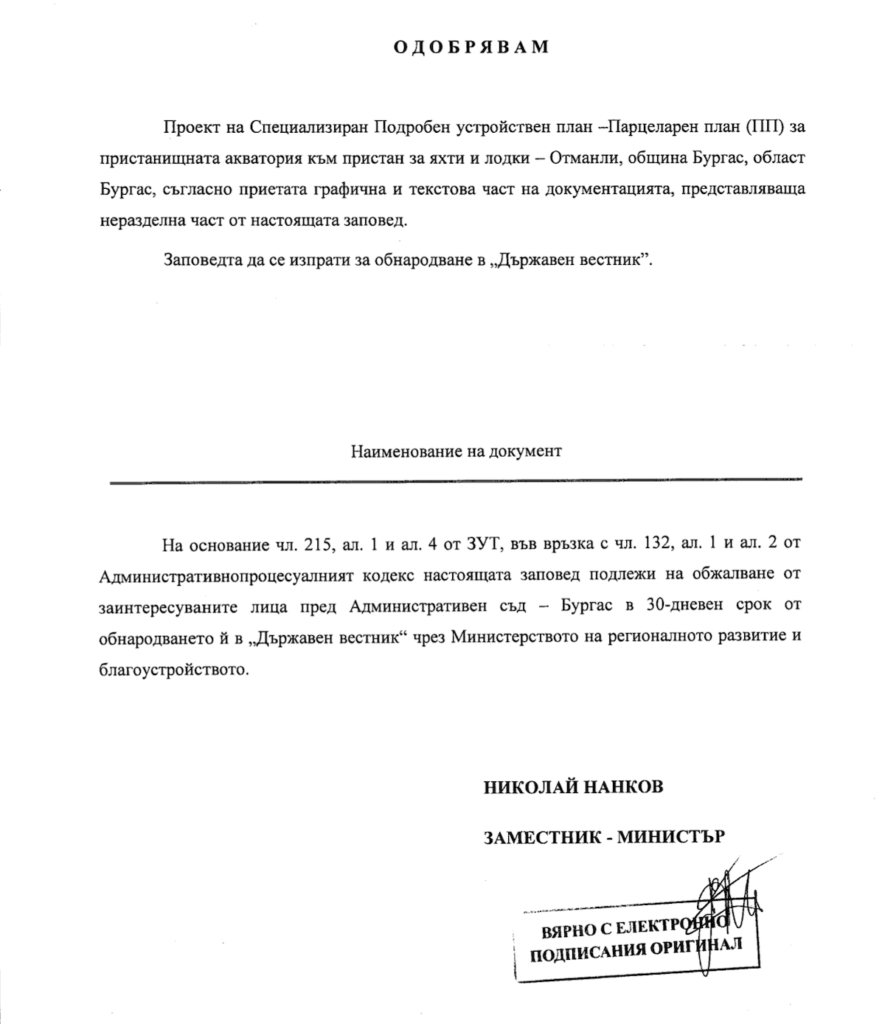 О Д О Б Р Я В А М
Проект на Специализиран Подробен устройствен план –Парцеларен план (ПП) за
пристанищната акватория към пристан за яхти и лодки – Отманли, община Бургас, област
Бургас, съгласно приетата графична и текстова част на документацията, представляваща
неразделна част от настоящата заповед.
Заповедта да се изпрати за обнародване в „Държавен вестник”.
Наименование на документ
На основание чл. 215, ал. 1 и ал. 4 от ЗУТ, във връзка с чл. 132, ал. 1 и ал. 2 от
Административнопроцесуалният кодекс настоящата заповед подлежи на обжалване от
заинтересуваните лица пред Административен съд – Бургас в 30-дневен срок от
обнародването й в „Държавен вестник“ чрез Министерството на регионалното развитие и
благоустройството.
НИКОЛАЙ НАНКОВ
ЗАМЕСТНИК - МИНИСТЪР
ВЯРНО С ЕЛЕКТРОННО
ПОДПИСАНИЯ ОРИГИНАЛ